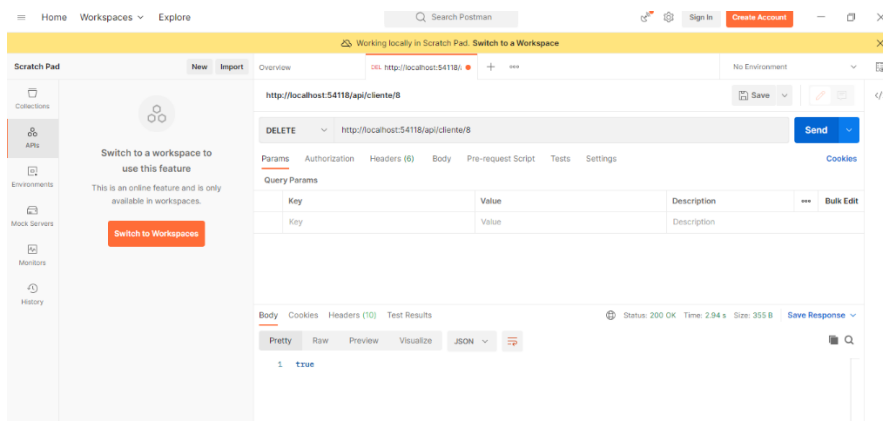 Home Workspaces Explore Search Postman Sign In Create Account
Working locally in Scratch Pad. Switch to a Workspace
Scratch Pad New Import Overview DEL http://localhost:54118/ No Environment
Collections
APIs
Environments
Mock Servers
Monitors
History
Switch to a workspace to
use this feature
This is an online feature and is only
available in workspaces.
Switch to Workspaces
http://localhost:54118/api/cliente/8 Save
DELETE http://localhost:54118/api/cliente/8 Send
Params Authorization Headers (6) Body Pre-request Script Tests Settings Cookies
Query Params
Key Value Description Bulk Edit
Key Value Description
Body Cookies Headers (10) Test Results Status: 200 OK Time: 2.94 s Size: 355 B Save Response
Pretty Raw Preview Visualize JSON
1 true